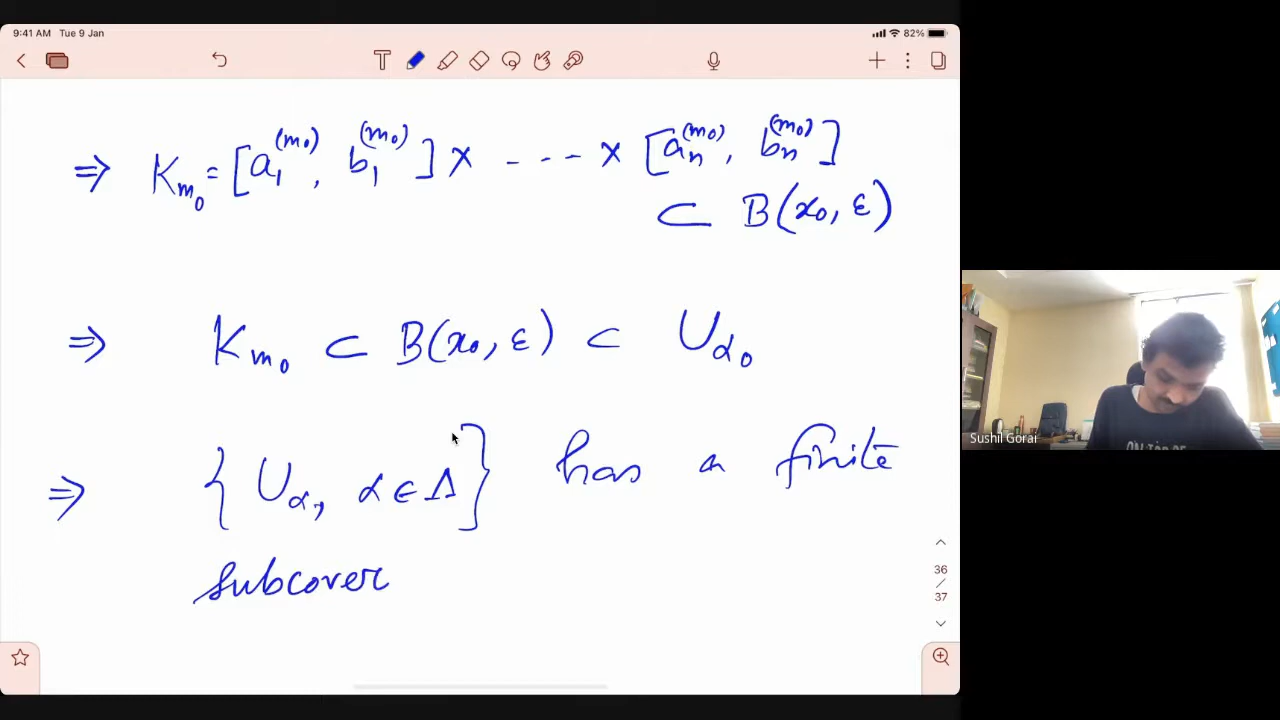 9:41 AM Tue 9 Jan
82%
⇒ K_{m_0} = [a_1^{(m_0)}, b_1^{(m_0)}] × - - - × [a_n^{(m_0)}, b_n^{(m_0)}]
⊂ B(x_0, ε)
⇒ K_{m_0} ⊂ B(x_0, ε) ⊂ U_{α_0}
⇒ { U_α, α ∈ Λ } has a finite
subcover
36
/
37
Sushil Gorai